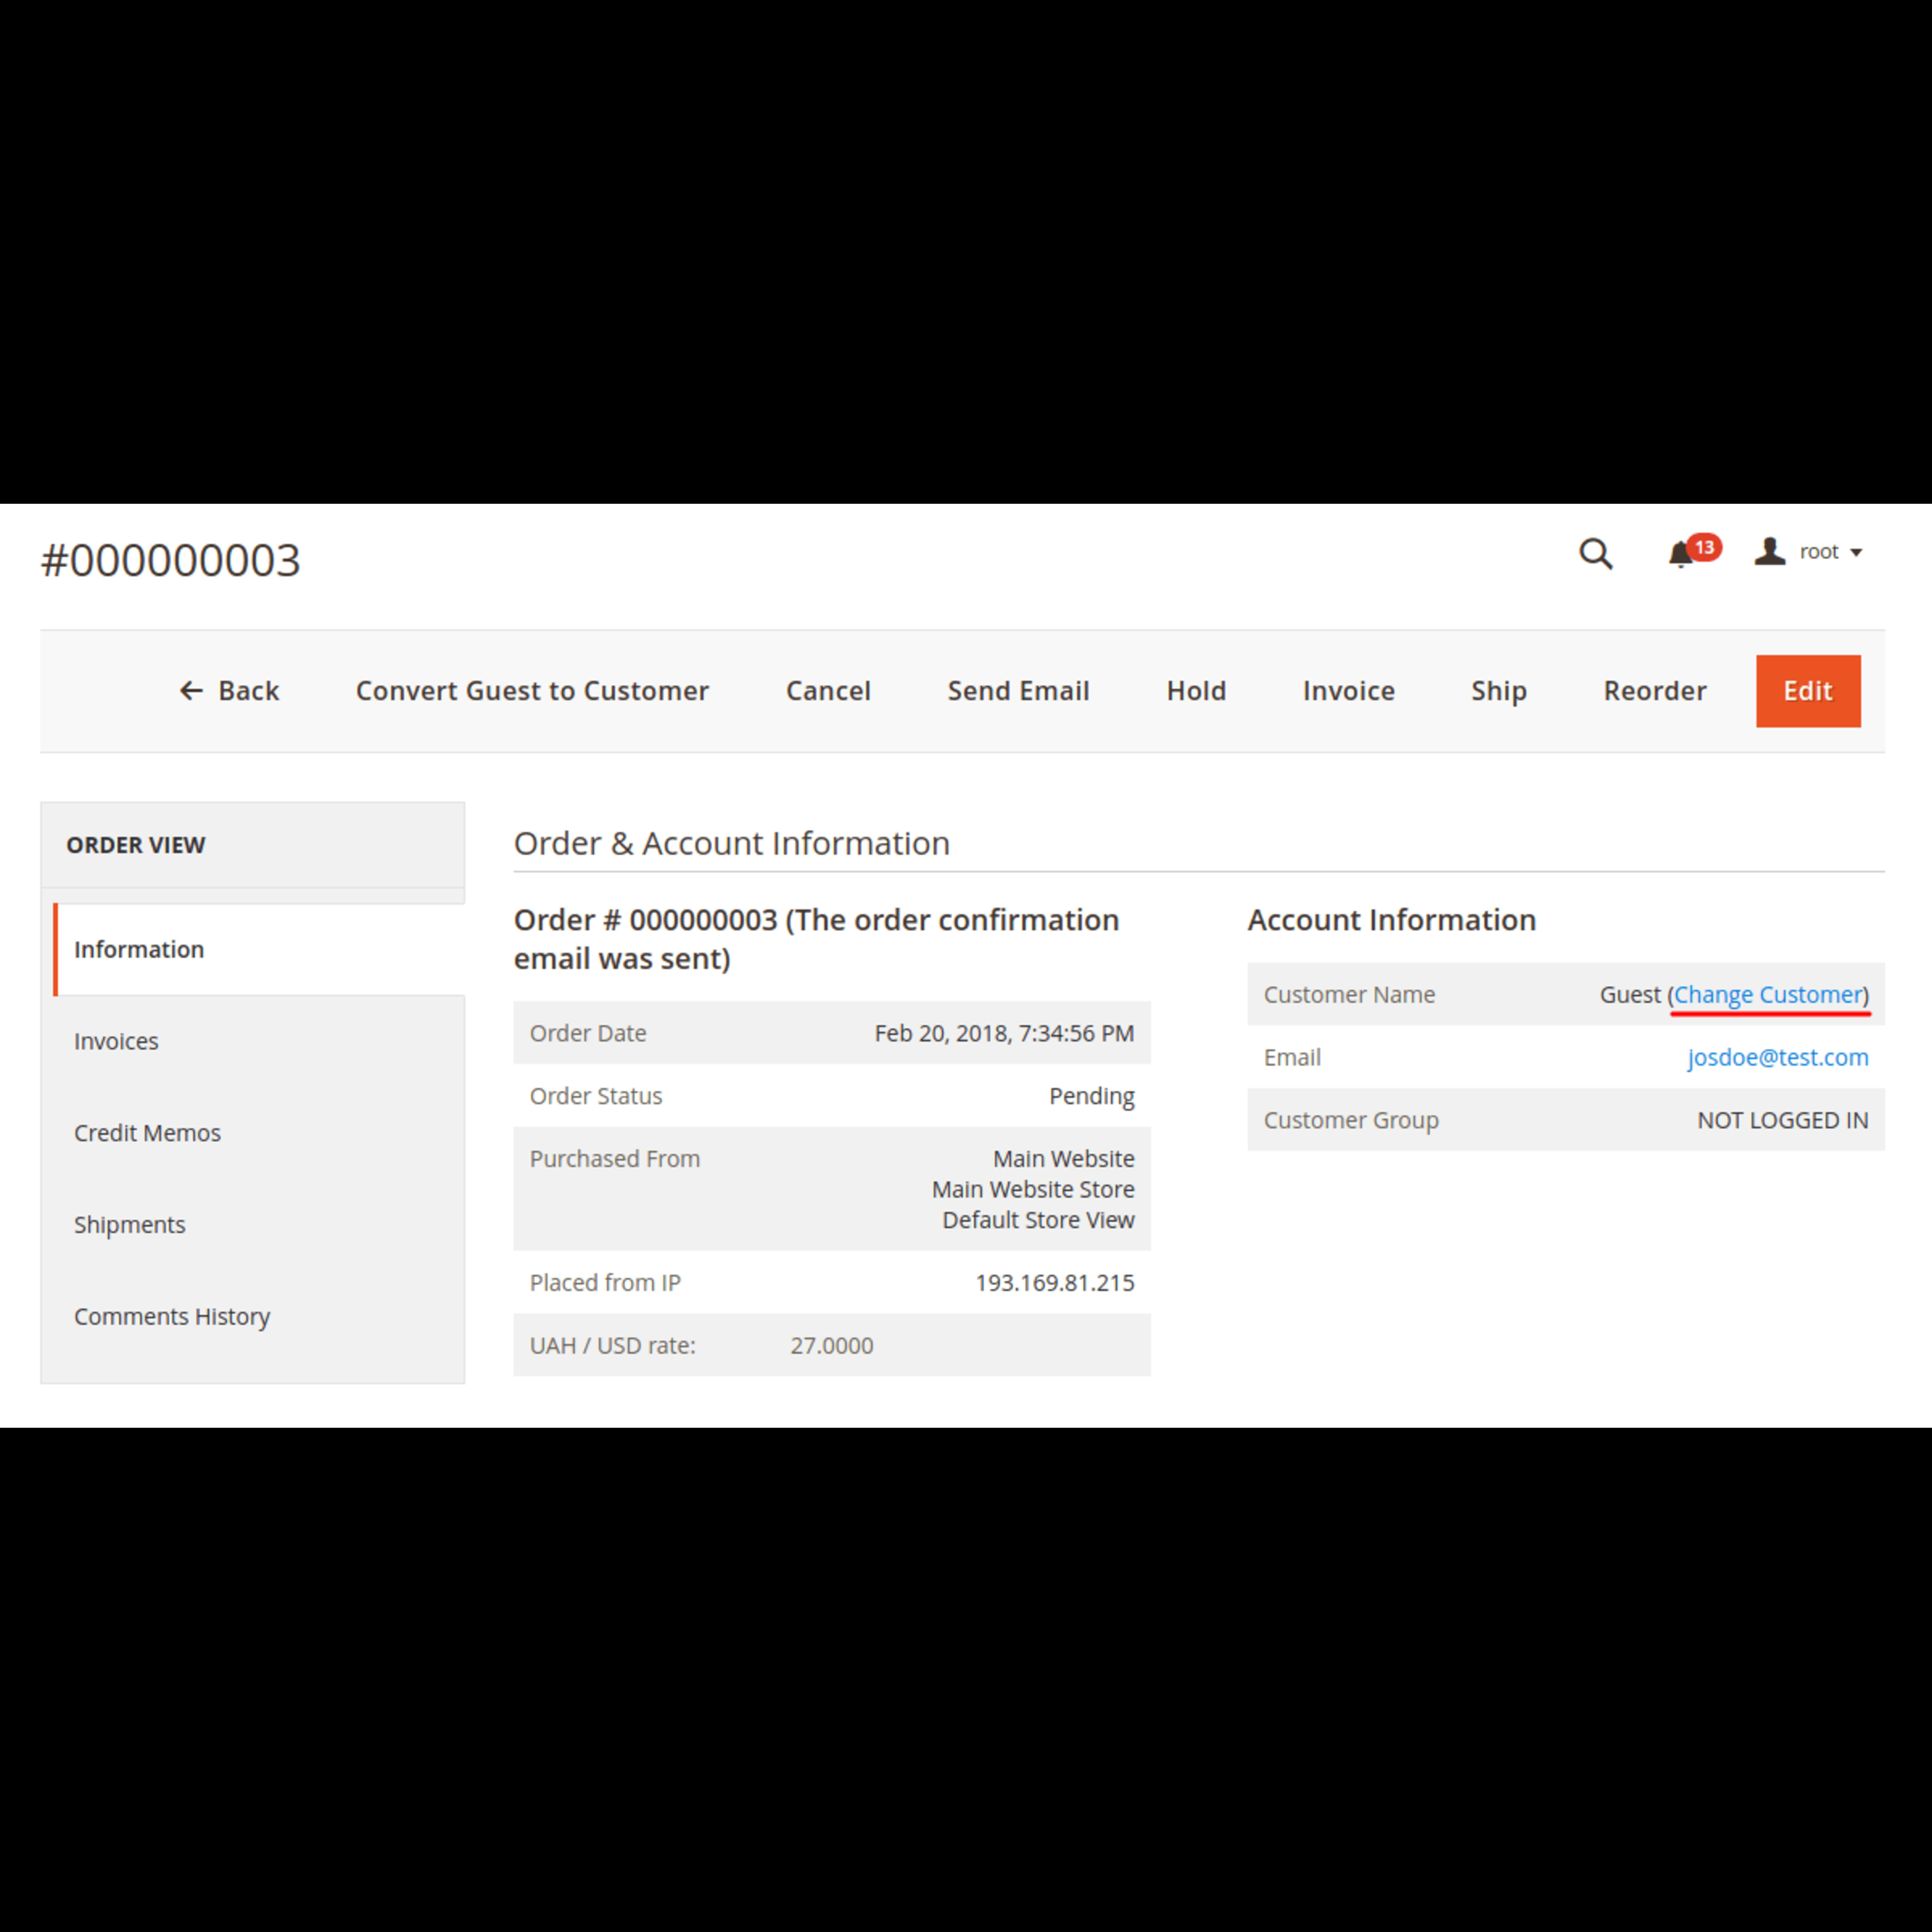 #000000003
13
root
Back
Convert Guest to Customer
Cancel
Send Email
Hold
Invoice
Ship
Reorder
Edit
ORDER VIEW
Information
Invoices
Credit Memos
Shipments
Comments History
Order & Account Information
Order # 000000003 (The order confirmation
email was sent)
Order Date Feb 20, 2018, 7:34:56 PM
Order Status Pending
Purchased From Main Website
Main Website Store
Default Store View
Placed from IP 193.169.81.215
UAH / USD rate: 27.0000
Account Information
Customer Name Guest (Change Customer)
Email josdoe@test.com
Customer Group NOT LOGGED IN